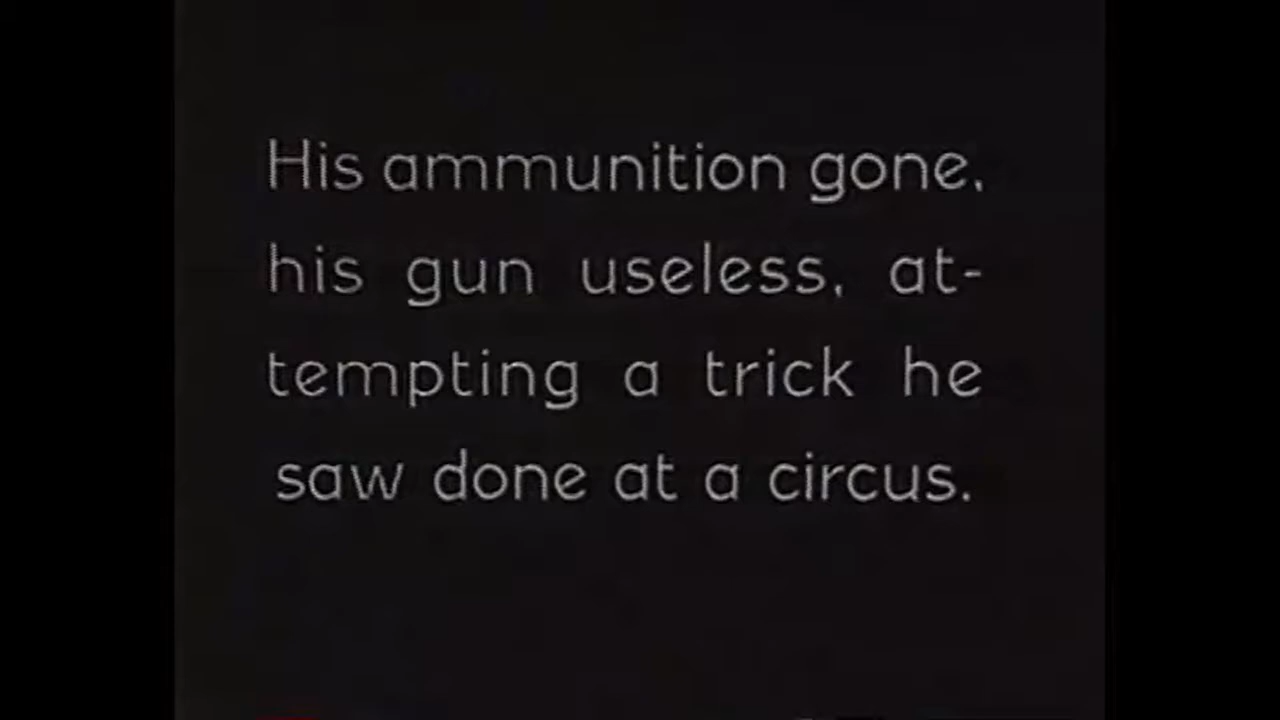 His ammunition gone,
his gun useless, at-
tempting a trick he
saw done at a circus.